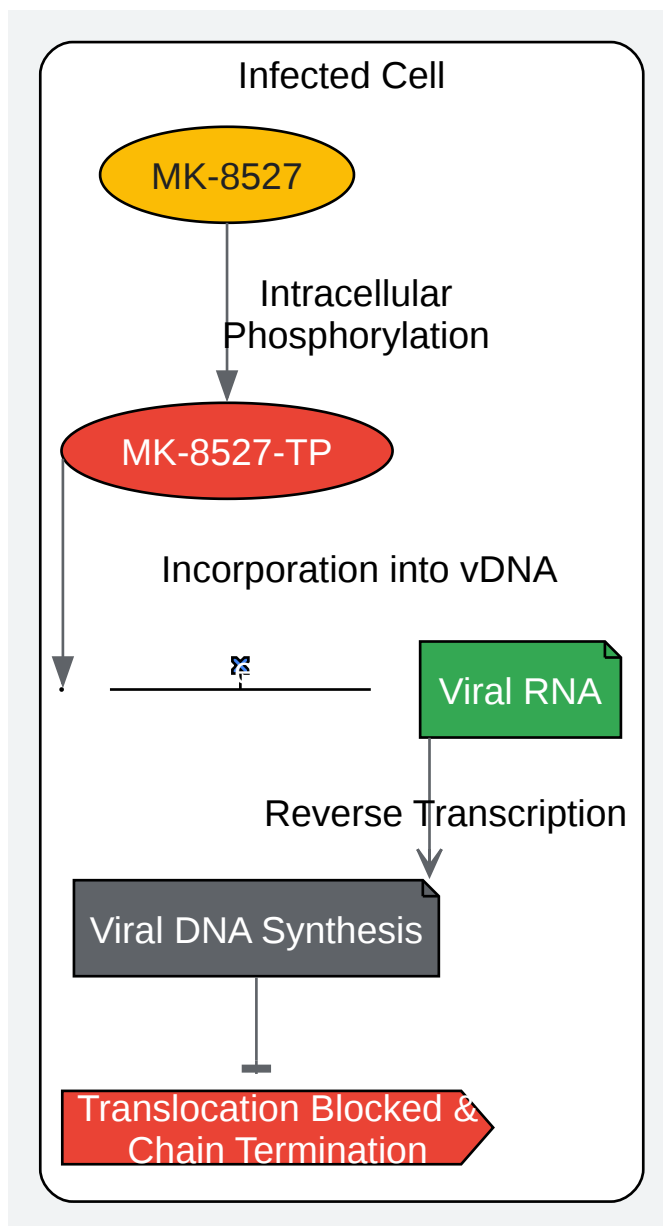 Infected Cell
MK-8527
Intracellular
Phosphorylation
MK-8527-TP
Incorporation into vDNA
Viral RNA
Reverse Transcription
Viral DNA Synthesis
Translocation Blocked &
Chain Termination